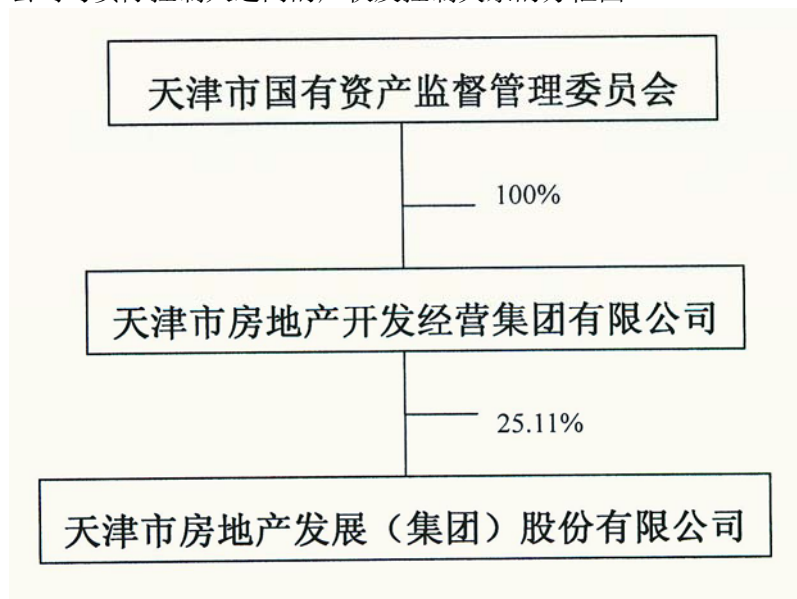 天津市国有资产监督管理委员会
100%
天津市房地产开发经营集团有限公司
25.11%
天津市房地产发展（集团）股份有限公司